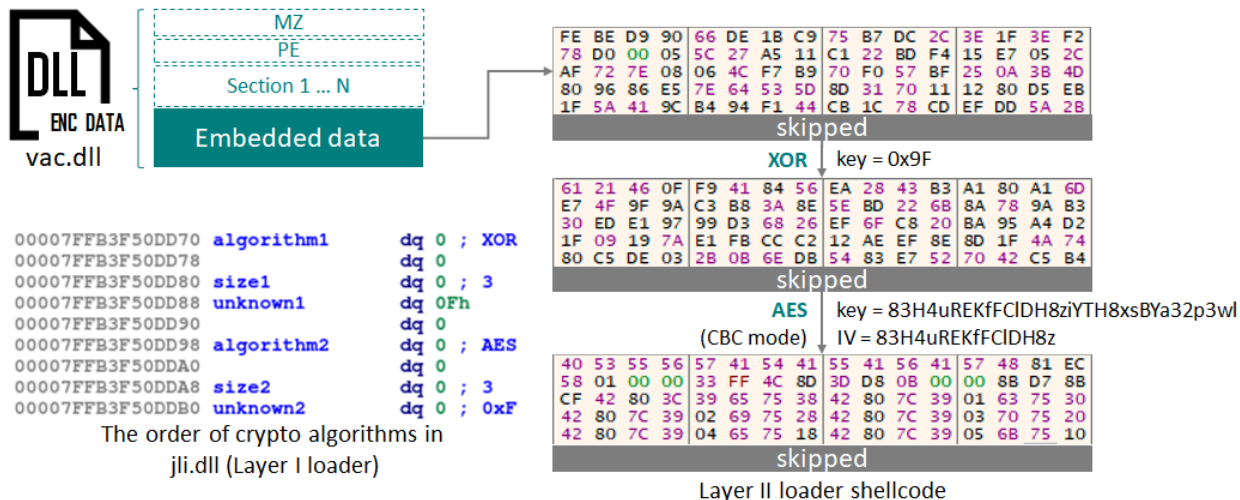 MZ
PE
Section 1 ... N
Embedded data
DLL
ENC DATA
vac.dll
FE BE D9 90 66 DE 1B C9 75 B7 DC 2C 3E 1F 3E F2
78 D0 00 05 5C 27 A5 11 C1 22 BD F4 15 E7 05 2C
AF 72 7E 08 06 4C F7 B9 70 F0 57 BF 25 0A 3B 4D
80 96 86 E5 7E 64 53 5D 8D 31 70 11 12 80 D5 EB
1F 5A 41 9C B4 94 F1 44 CB 1C 78 CD EF DD 5A 2B
skipped
XOR key = 0x9F
61 21 46 0F F9 41 84 56 EA 28 43 B3 A1 80 A1 6D
E7 4F 9F 9A C3 B8 3A 8E 5E BD 22 6B 8A 78 9A B3
30 ED E1 97 99 D3 68 26 EF 6F C8 20 BA 95 A4 D2
1F 09 19 7A E1 FB CC C2 12 AE EF 8E 8D 1F 4A 74
80 C5 DE 03 2B 0B 6E DB 54 83 E7 52 70 42 C5 B4
skipped
AES key = 83H4uREKfFClDH8ziYTH8xsBYa32p3wl
(CBC mode) IV = 83H4uREKfFClDH8z
40 53 55 56 57 41 54 41 55 41 56 41 57 48 81 EC
58 01 00 00 33 FF 4C 8D 3D D8 0B 00 00 8B D7 8B
CF 42 80 3C 39 65 75 38 42 80 7C 39 01 63 75 30
42 80 7C 39 02 69 75 28 42 80 7C 39 03 70 75 20
42 80 7C 39 04 65 75 18 42 80 7C 39 05 6B 75 10
skipped
Layer II loader shellcode
00007FFB3F50DD70 algorithm1 dq 0 ; XOR
00007FFB3F50DD78 dq 0
00007FFB3F50DD80 size1 dq 0 ; 3
00007FFB3F50DD88 unknown1 dq 0Fh
00007FFB3F50DD90 dq 0
00007FFB3F50DD98 algorithm2 dq 0 ; AES
00007FFB3F50DDA0 dq 0
00007FFB3F50DDA8 size2 dq 0 ; 3
00007FFB3F50DDB0 unknown2 dq 0 ; 0xF
The order of crypto algorithms in
jli.dll (Layer I loader)